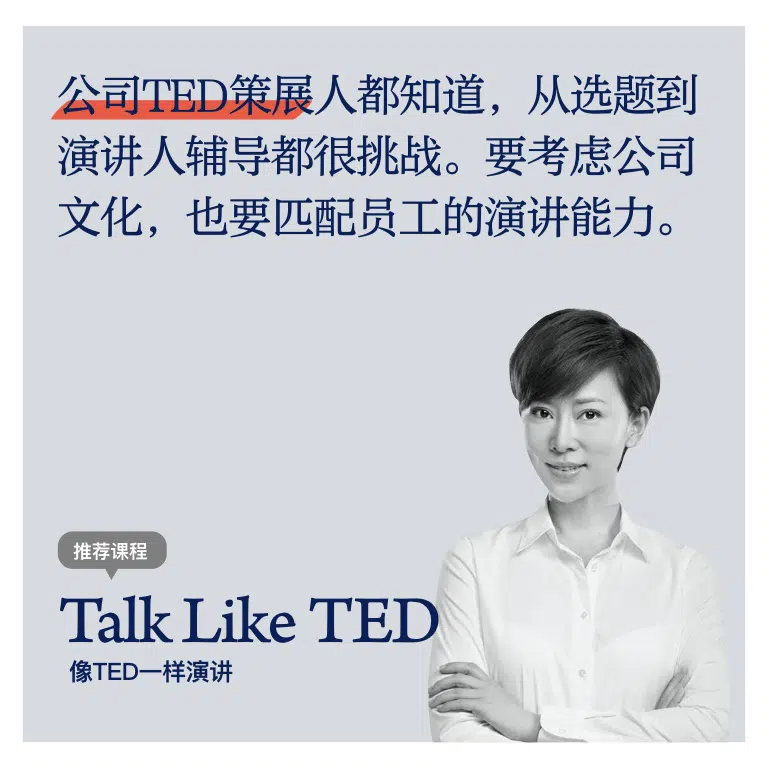 公司TED策展人都知道，从选题到
演讲人辅导都很挑战。要考虑公司
文化，也要匹配员工的演讲能力。
推荐课程
Talk Like TED
像TED一样演讲